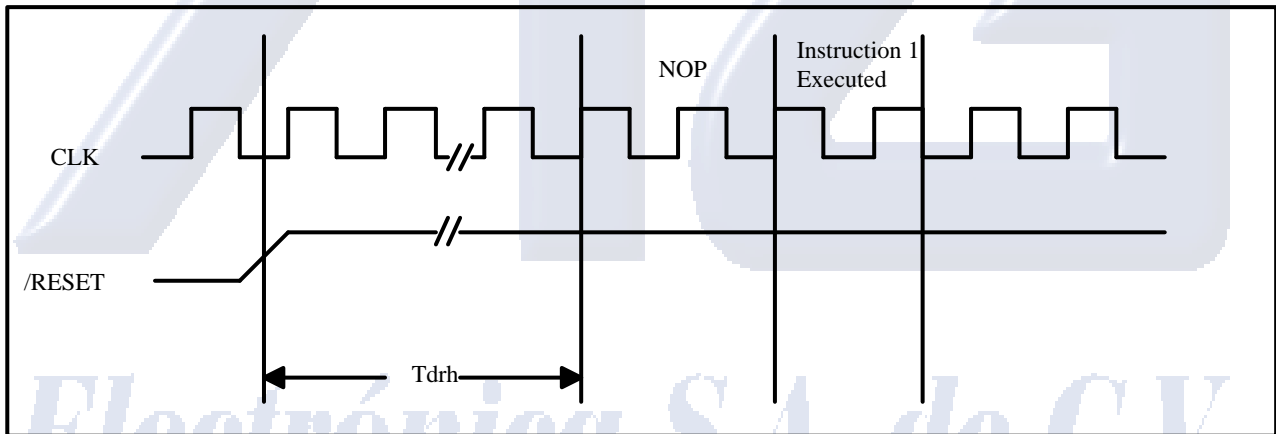 Instruction 1
NOP
Executed
CLK
/RESET
Tdrh
Electrónica S.A. de C.V.